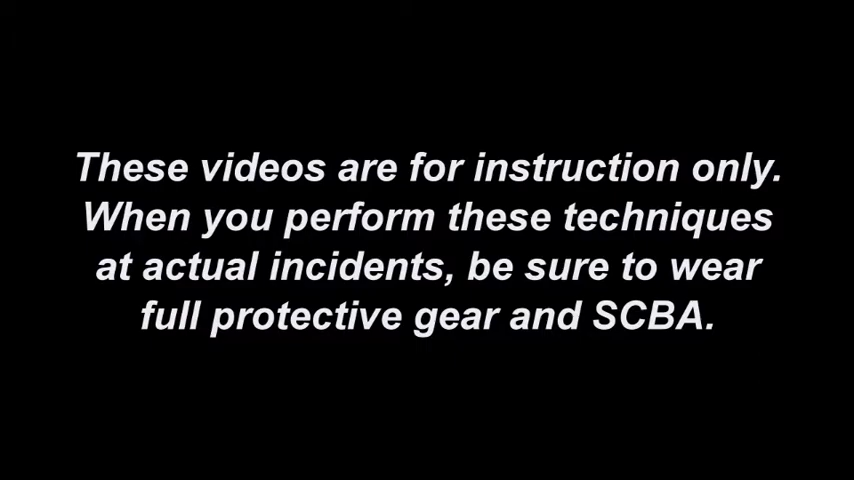 These videos are for instruction only.
When you perform these techniques
at actual incidents, be sure to wear
full protective gear and SCBA.